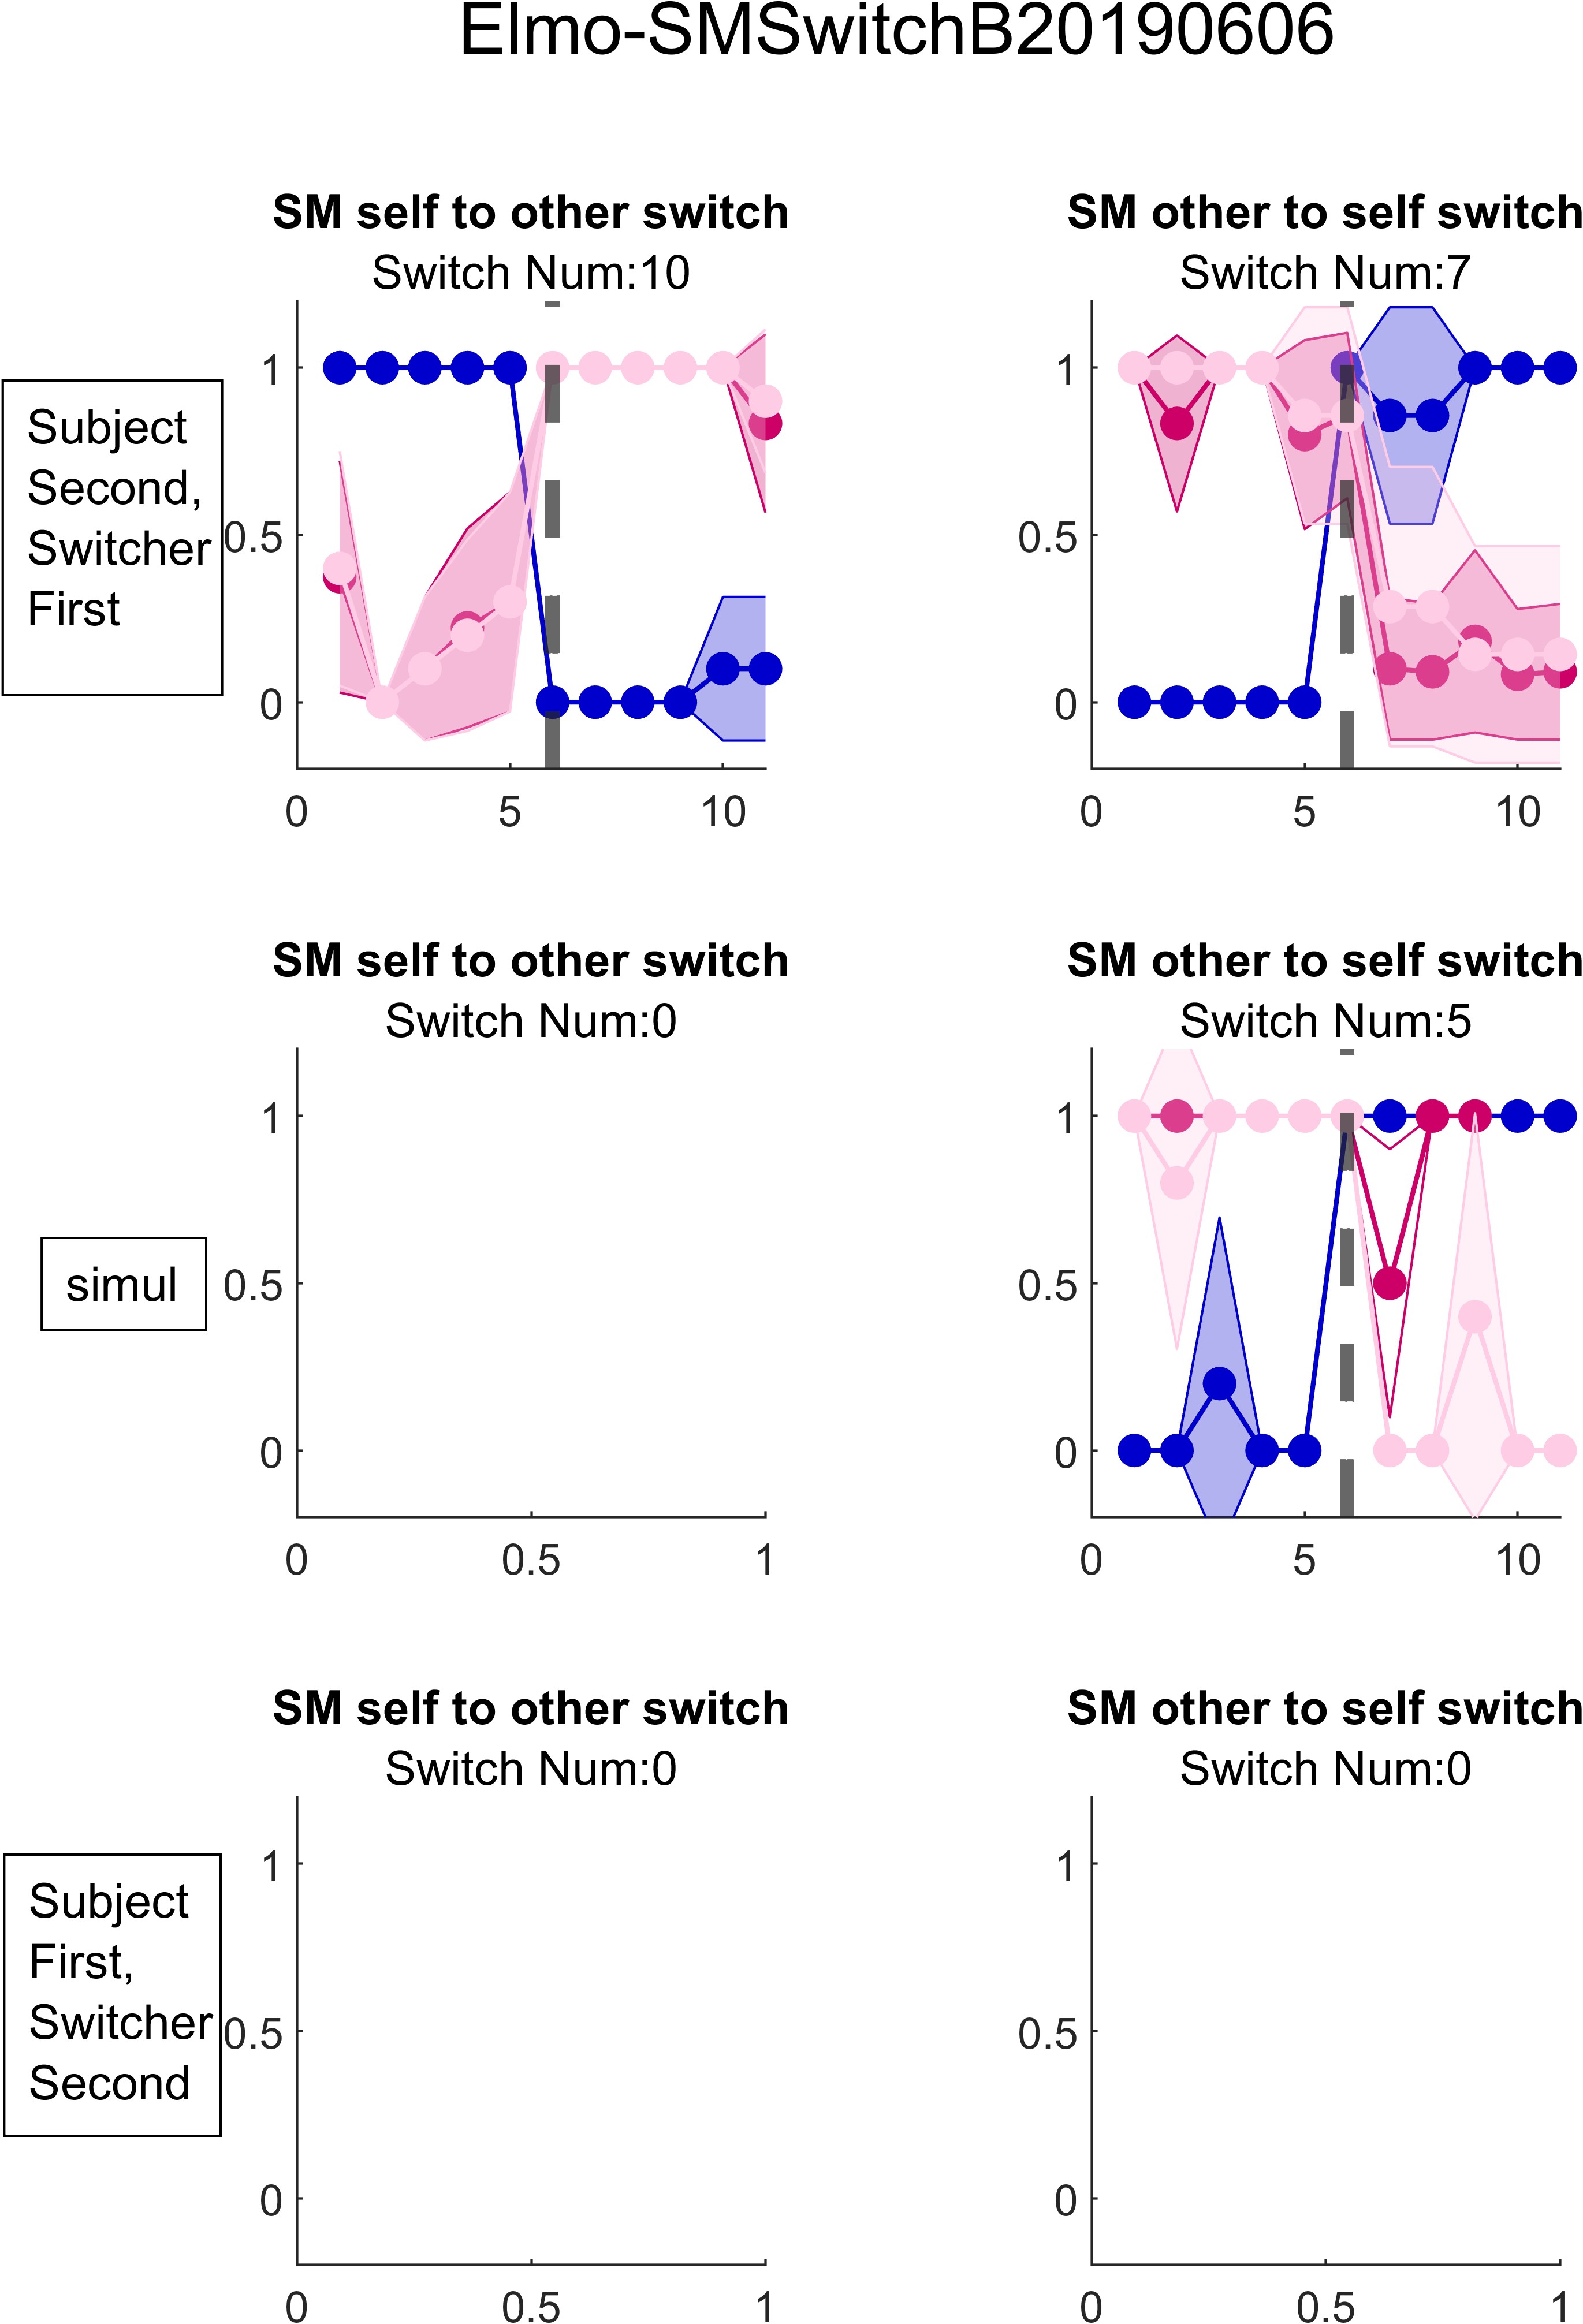 Elmo-SMSwitchB20190606
SM self to other switch
Switch Num:10
SM other to self switch
Switch Num:7
Subject
Second,
Switcher
First
1
0.5
0
0
5
10
1
0.5
0
0
5
10
SM self to other switch
Switch Num:0
SM other to self switch
Switch Num:5
simul
1
0.5
0
0
0.5
1
1
0.5
0
0
5
10
SM self to other switch
Switch Num:0
SM other to self switch
Switch Num:0
Subject
First,
Switcher
Second
1
0.5
0
0
0.5
1
1
0.5
0
0
0.5
1